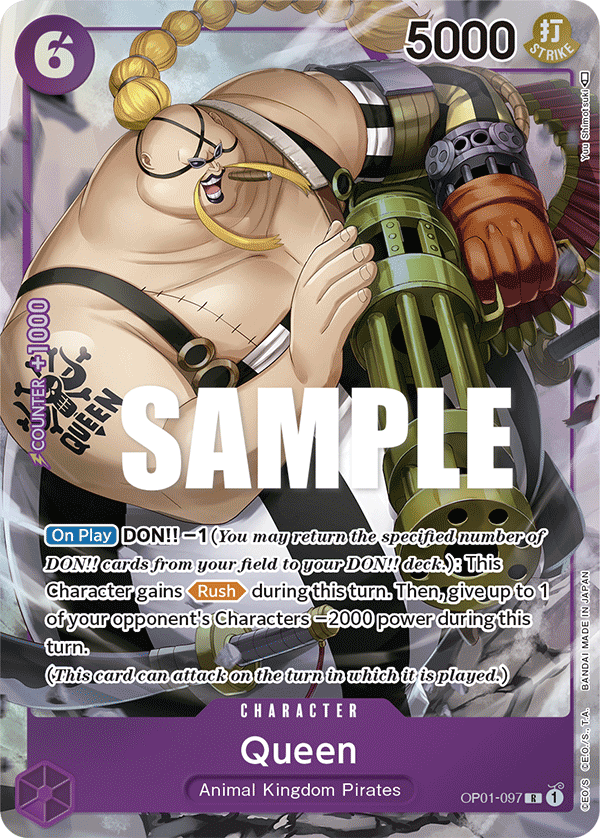 6
5000
打
STRIKE
Yuu Shimotsuki
COUNTER +1000
QUEEN
SAMPLE
On Play DON!! −1 (You may return the specified number of
DON!! cards from your field to your DON!! deck.): This
Character gains Rush during this turn. Then, give up to 1
of your opponent's Characters −2000 power during this
turn.
(This card can attack on the turn in which it is played.)
CHARACTER
Queen
Animal Kingdom Pirates
OP01-097 R 1
©E.O./S. ©E.O./S., T.A. BANDAI MADE IN JAPAN